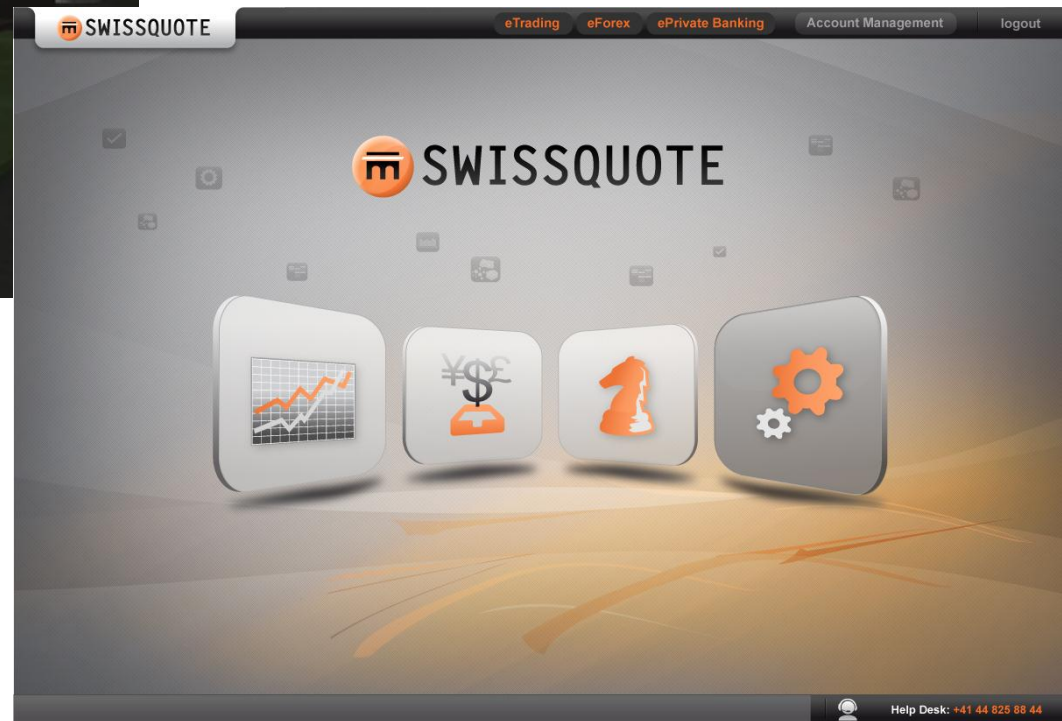 SWISSQUOTE
eTrading eForex ePrivate Banking Account Management logout
SWISSQUOTE
¥$£
Help Desk: +41 44 825 88 44